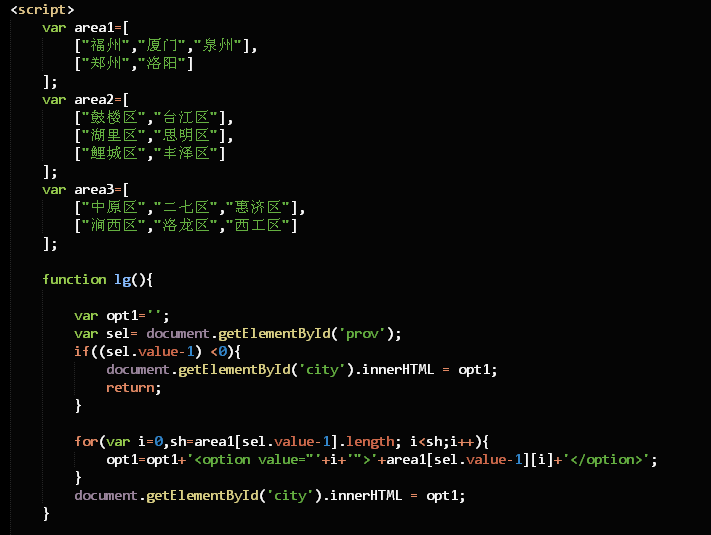 <script>
var area1=[
["福州","厦门","泉州"],
["郑州","洛阳"]
];
var area2=[
["鼓楼区","台江区"],
["湖里区","思明区"],
["鲤城区","丰泽区"]
];
var area3=[
["中原区","二七区","惠济区"],
["涧西区","洛龙区","西工区"]
];
function lg(){
var opt1='';
var sel= document.getElementById('prov');
if((sel.value-1) <0){
document.getElementById('city').innerHTML = opt1;
return;
}
for(var i=0,sh=area1[sel.value-1].length; i<sh;i++){
opt1=opt1+'<option value="'+i+'">'+area1[sel.value-1][i]+'</option>';
}
document.getElementById('city').innerHTML = opt1;
}